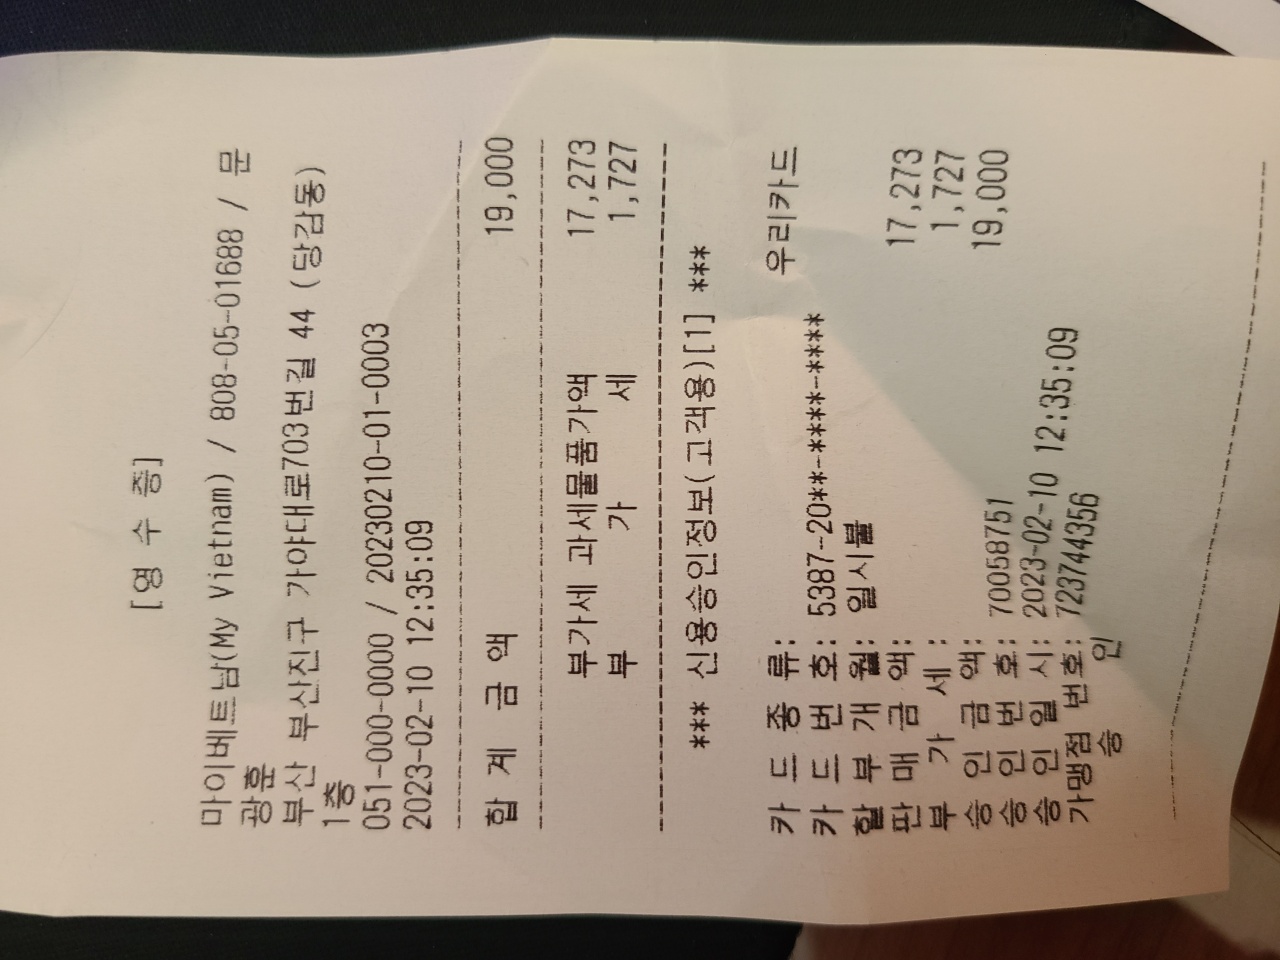 [영 수 증]
마이베트남(My Vietnam) / 808-05-01688 / 문
광훈
부산 부산진구 가야대로703번길 44 (당감동)
1층
051-000-0000 / 20230210-01-0003
2023-02-10 12:35:09
합 계 금 액 19,000
부가세 과세물품가액 17,273
부 가 세 1,727
*** 신용승인정보(고객용)[1] ***
카 드 종 류: 우리카드
카 드 번 호: 5387-20**-****-****
할 부 개 월: 일시불
판 매 금 액: 17,273
부 가 세: 1,727
승 인 금 액: 19,000
승 인 번 호: 70058751
승 인 일 시: 2023-02-10 12:35:09
가맹점 번호: 723744356
승 인